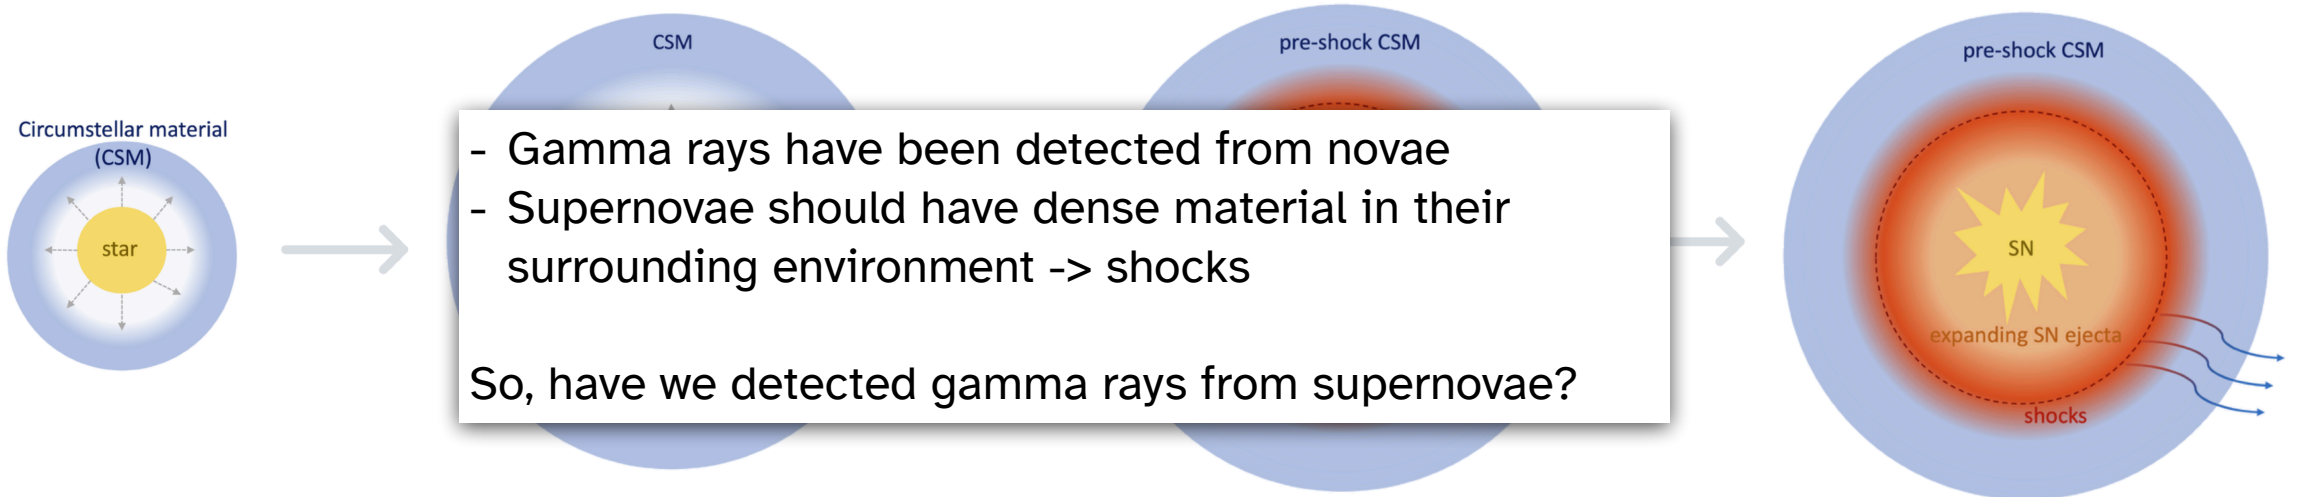 Circumstellar material
(CSM)
star
CSM
pre-shock CSM
- Gamma rays have been detected from novae
- Supernovae should have dense material in their
surrounding environment -> shocks
So, have we detected gamma rays from supernovae?
pre-shock CSM
SN
expanding SN ejecta
shocks